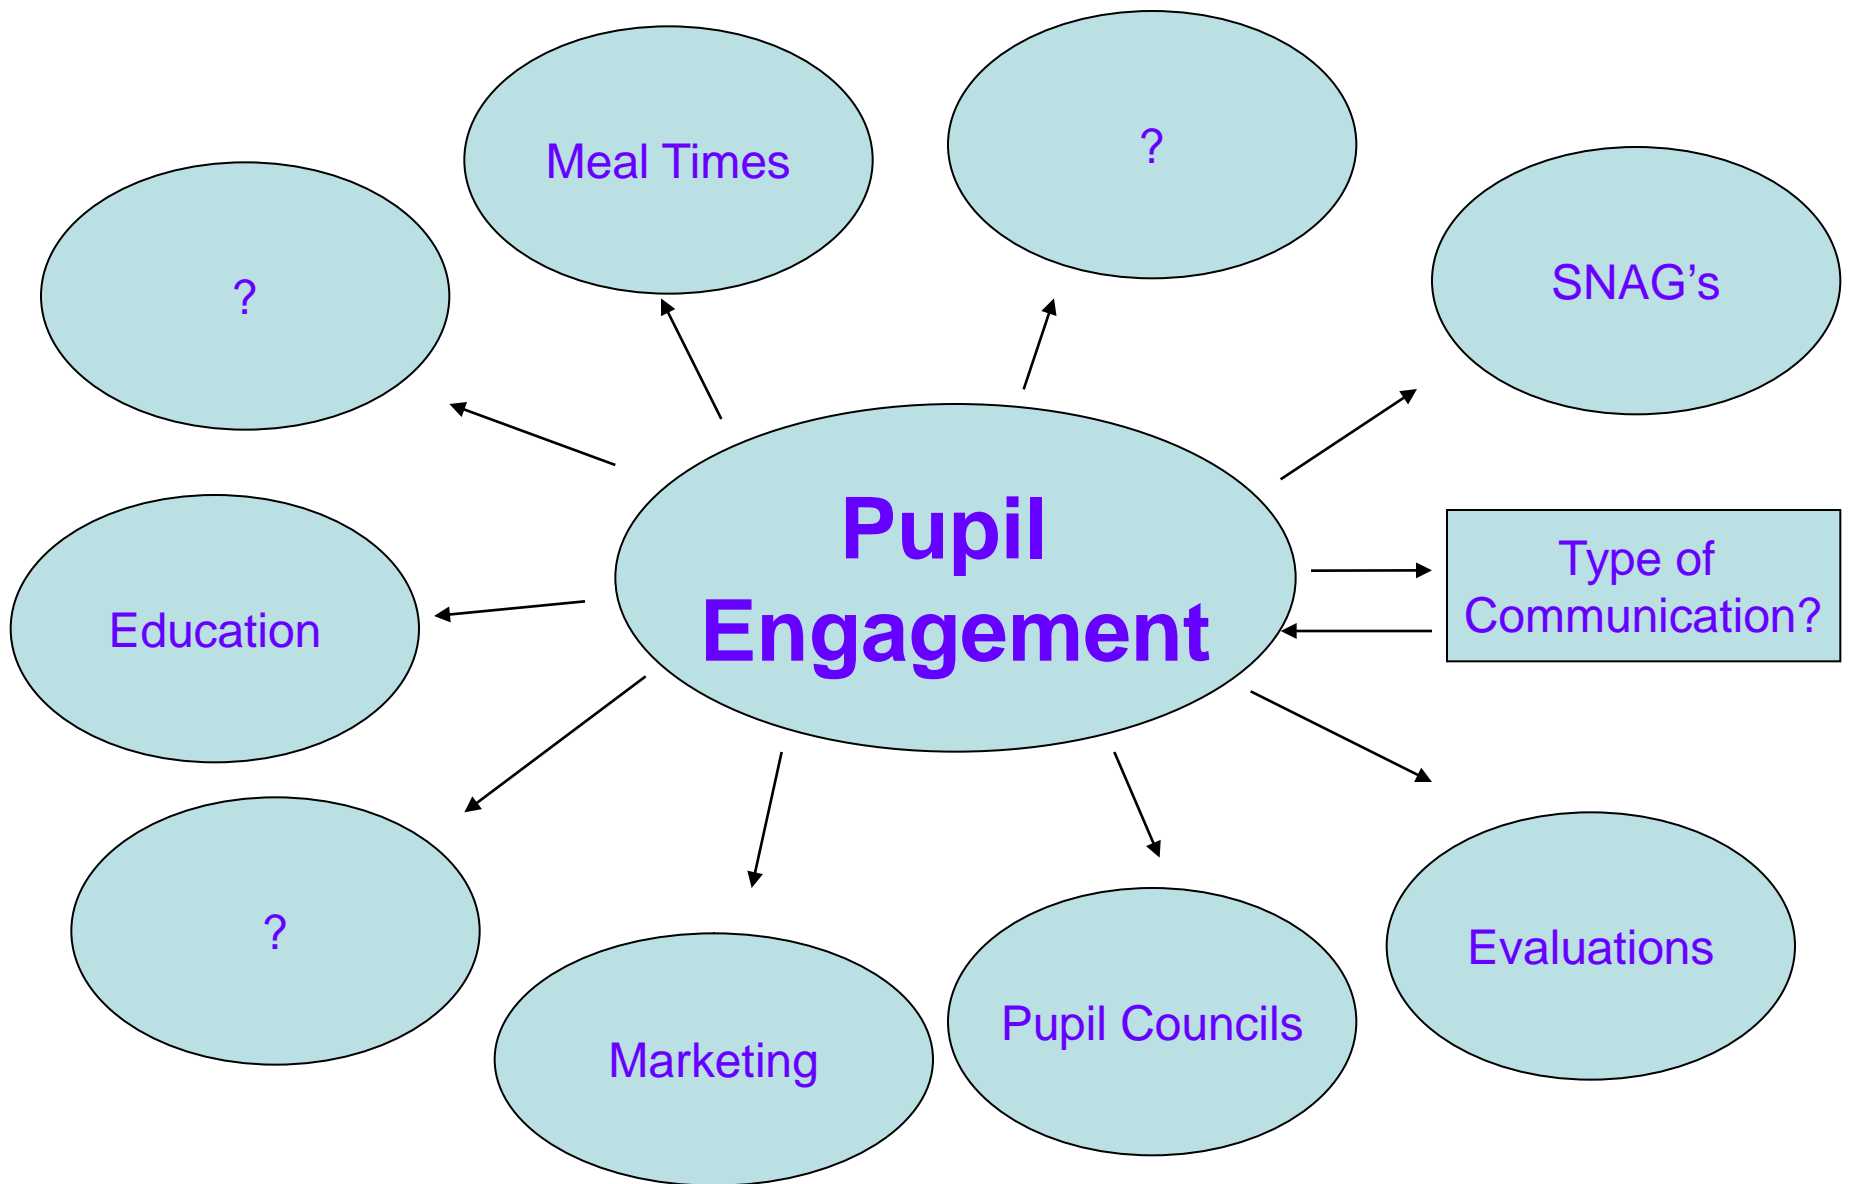 ?
Meal Times
?
SNAG’s
Pupil
Engagement
Type of
Communication?
Education
?
Marketing
Pupil Councils
Evaluations